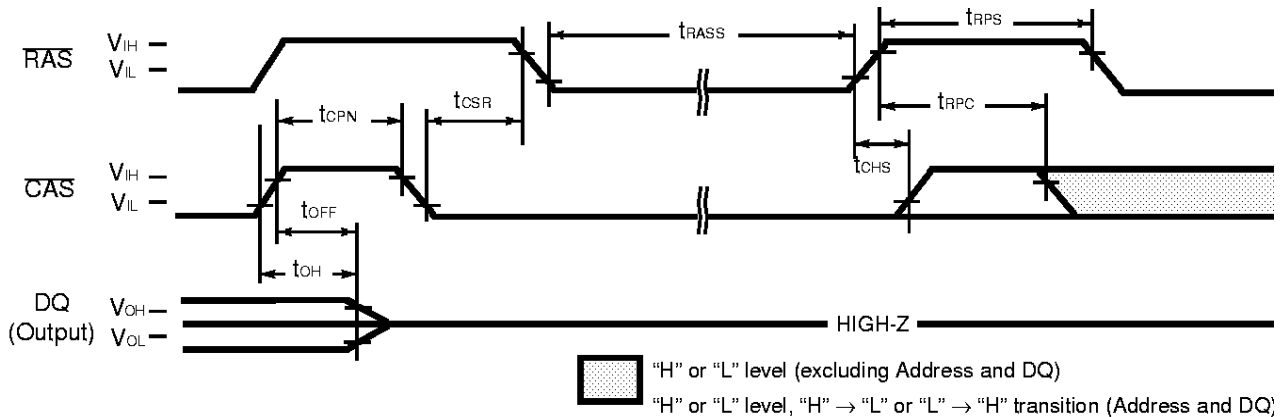 tRASS
tRPS
RAS
VIH
VIL
tCPN
tCSR
tRPC
tCHS
CAS
VIH
VIL
tOFF
tOH
DQ
(Output)
VOH
VOL
HIGH-Z
“H” or “L” level (excluding Address and DQ)
“H” or “L” level, “H” → “L” or “L” → “H” transition (Address and DQ)